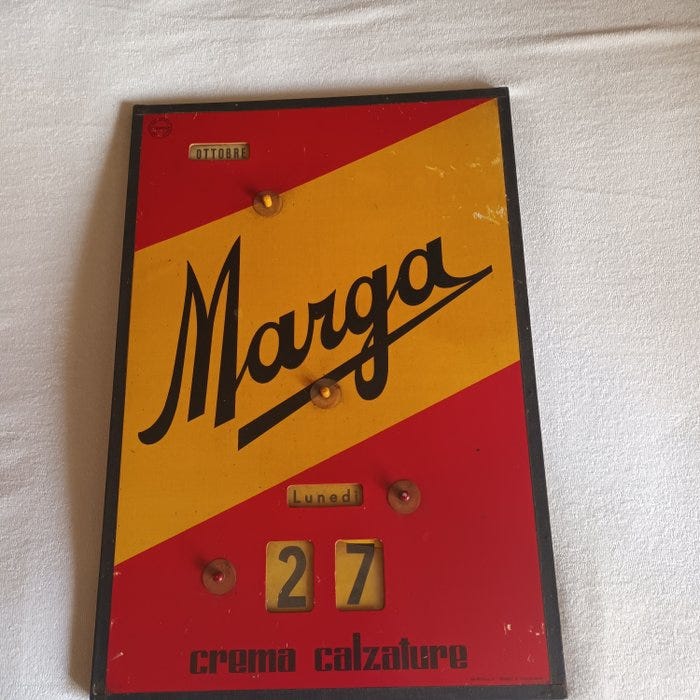 OTTOBRE
Marga
Lunedì
27
crema calzature